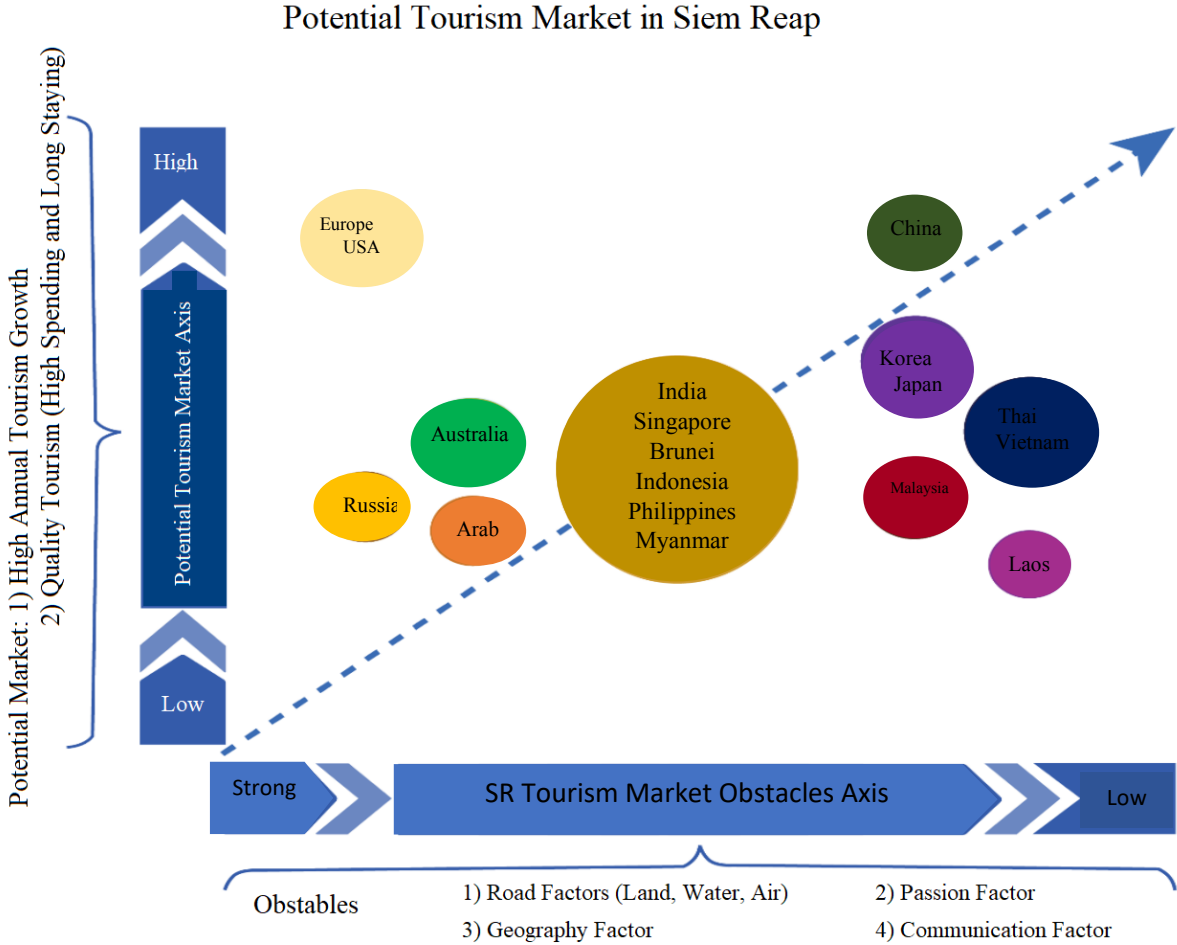 Potential Tourism Market in Siem Reap
Potential Market: 1) High Annual Tourism Growth
2) Quality Tourism (High Spending and Long Staying)
High
Potential Tourism Market Axis
Low
Europe
USA
China
Korea
Japan
India
Singapore
Brunei
Indonesia
Philippines
Myanmar
Thai
Vietnam
Australia
Malaysia
Russia
Arab
Laos
Strong
SR Tourism Market Obstacles Axis
Low
Obstables
1) Road Factors (Land, Water, Air)
2) Passion Factor
3) Geography Factor
4) Communication Factor